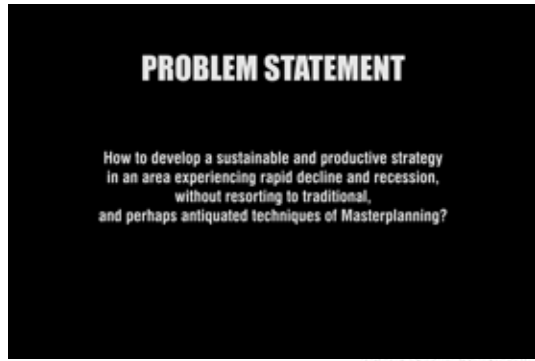 PROBLEM STATEMENT
How to develop a sustainable and productive strategy
in an area experiencing rapid decline and recession,
without resorting to traditional,
and perhaps antiquated techniques of Masterplanning?